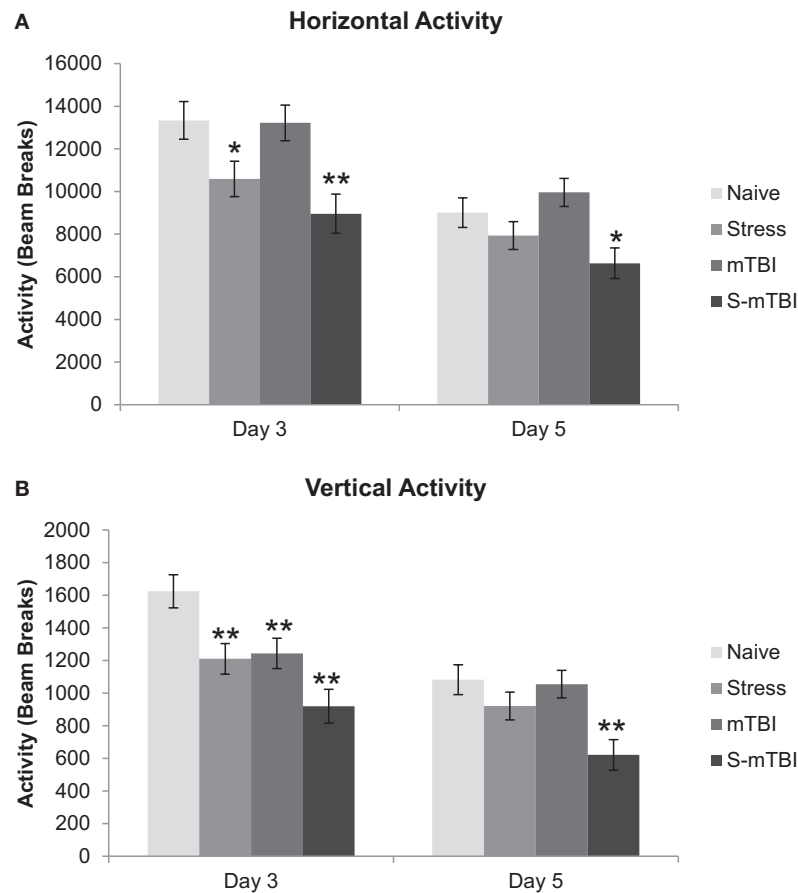 A
Horizontal Activity
Activity (Beam Breaks)
16000
14000
12000
10000
8000
6000
4000
2000
0
*
**
*
Day 3
Day 5
Naive
Stress
mTBI
S-mTBI
B
Vertical Activity
Activity (Beam Breaks)
2000
1800
1600
1400
1200
1000
800
600
400
200
0
**
**
**
**
Day 3
Day 5
Naive
Stress
mTBI
S-mTBI